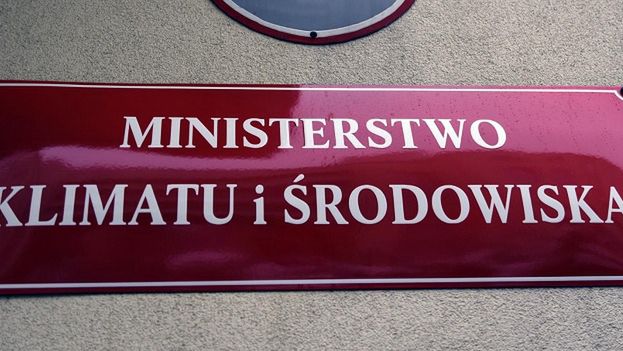 MINISTERSTWO
KLIMATU i ŚRODOWISKA